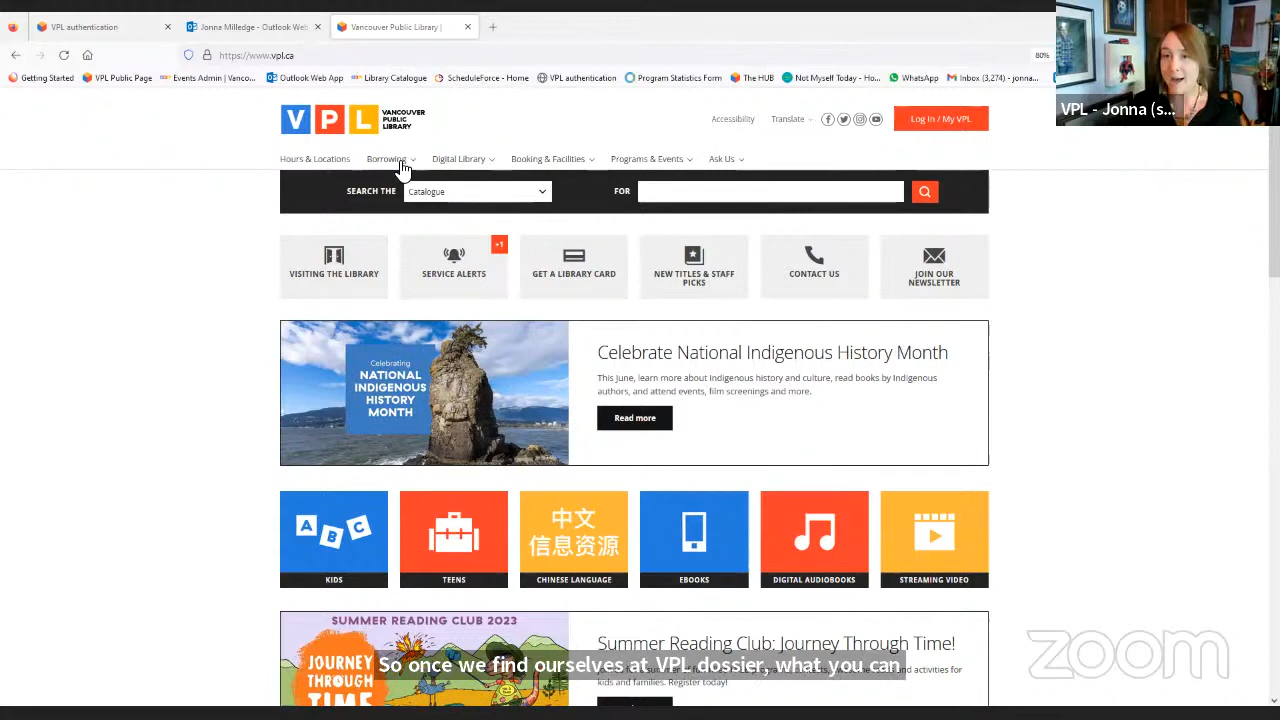 VPL authentication
Jonna Milledge - Outlook Web
Vancouver Public Library |
https://www.vpl.ca
80%
Getting Started
VPL Public Page
Events Admin | Vanco...
Outlook Web App
Library Catalogue
ScheduleForce - Home
VPL authentication
Program Statistics Form
The HUB
Not Myself Today - Ho...
WhatsApp
Inbox (3,274) - jonna...
VPL - Jonna (s...
VPL VANCOUVER
PUBLIC
LIBRARY
Accessibility
Translate
Log In / My VPL
Hours & Locations
Borrowing
Digital Library
Booking & Facilities
Programs & Events
Ask Us
SEARCH THE
Catalogue
FOR
VISITING THE LIBRARY
+1
SERVICE ALERTS
GET A LIBRARY CARD
NEW TITLES & STAFF
PICKS
CONTACT US
JOIN OUR
NEWSLETTER
Celebrating
NATIONAL
INDIGENOUS
HISTORY
MONTH
Celebrate National Indigenous History Month
This June, learn more about Indigenous history and culture, read books by Indigenous
authors, and attend events, film screenings and more.
Read more
A B C
KIDS
TEENS
中文
信息资源
CHINESE LANGUAGE
EBOOKS
DIGITAL AUDIOBOOKS
STREAMING VIDEO
SUMMER READING CLUB 2023
JOURNEY
THROUGH
TIME
Summer Reading Club: Journey Through Time!
activities for
kids and families. Register today!
So once we find ourselves at VPL dossier, what you can
zoom